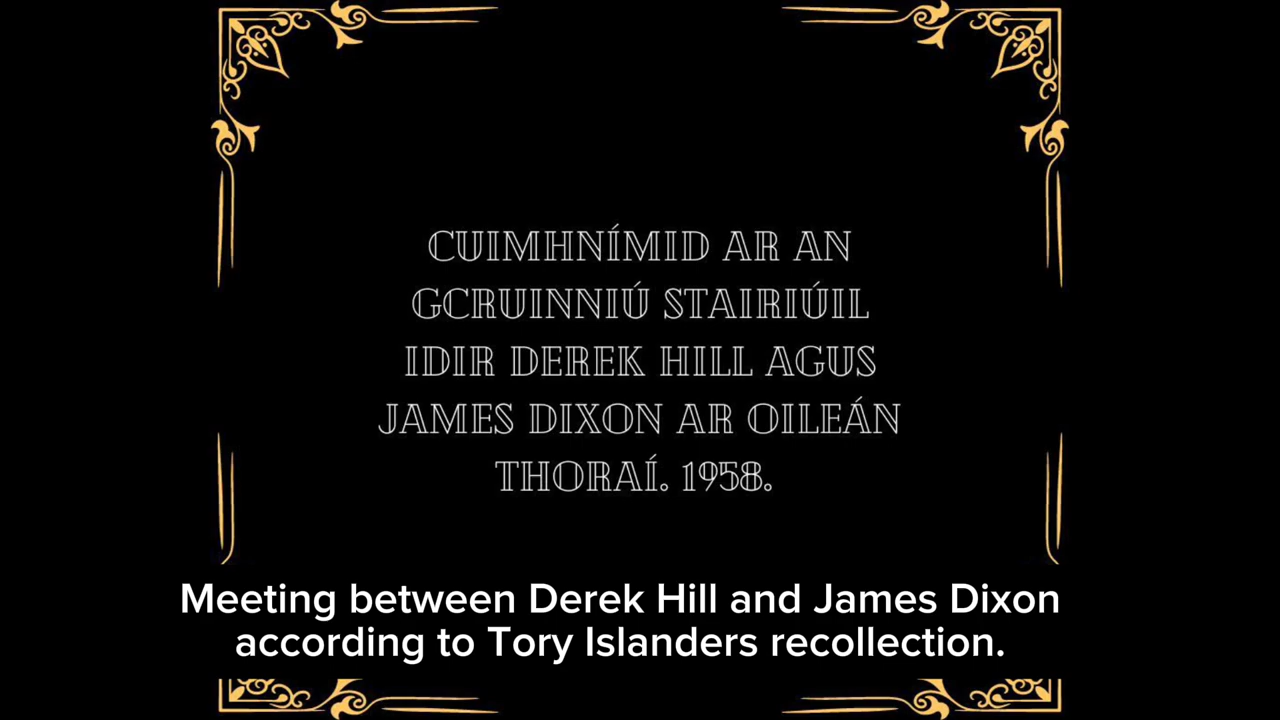 CUIMHNÍMID AR AN
GCRUINNIÚ STAIRIÚIL
IDIR DEREK HILL AGUS
JAMES DIXON AR OILEÁN
THORAÍ. 1958.
Meeting between Derek Hill and James Dixon
according to Tory Islanders recollection.